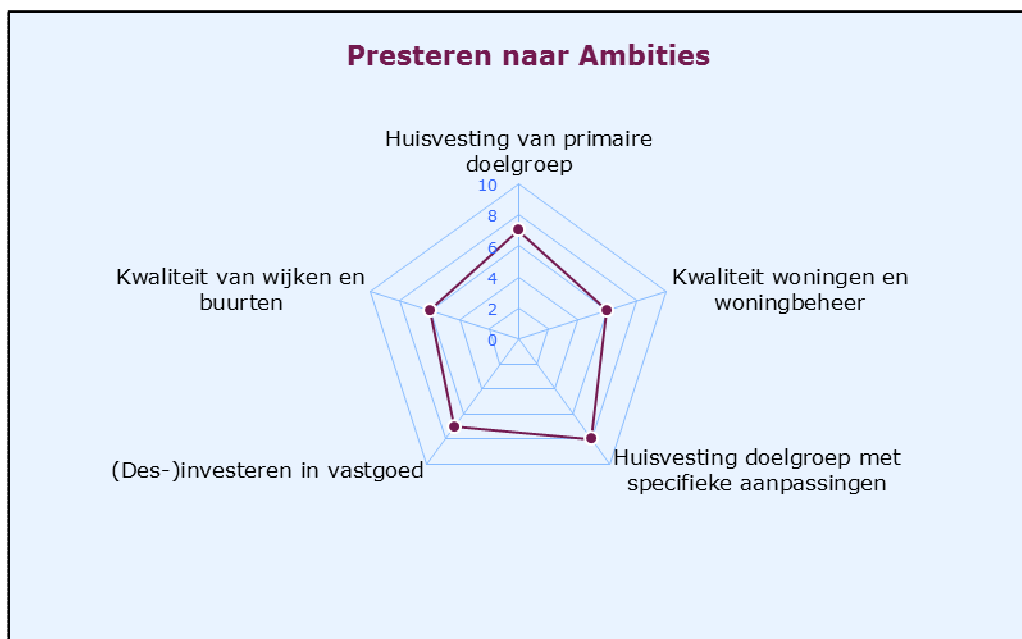 Presteren naar Ambities
Huisvesting van primaire
doelgroep
10
8
6
4
2
0
Kwaliteit van wijken en
buurten
Kwaliteit woningen en
woningbeheer
(Des-)investeren in vastgoed
Huisvesting doelgroep met
specifieke aanpassingen